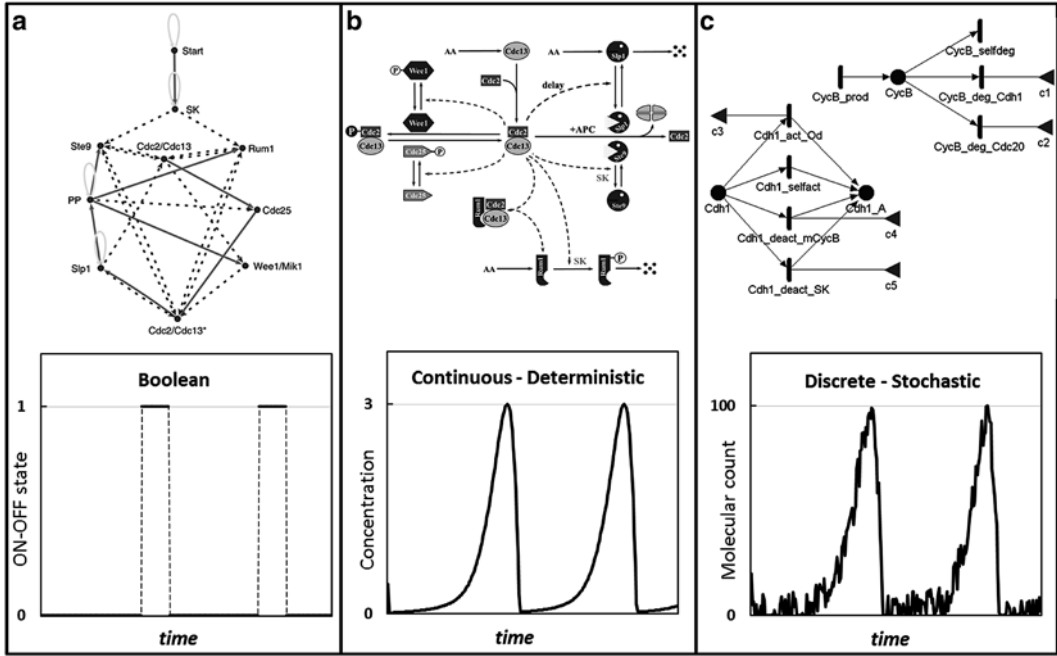 a
Start
SK
Ste9
Cdc2/Cdc13
Rum1
PP
Cdc25
Slp1
Wee1/Mik1
Cdc2/Cdc13*
Boolean
1
0
ON-OFF state
time
b
AA
Cdc13
AA
Slp1
P
Wee1
Cdc2
delay
Wee1
P
Cdc2
Cdc13
Cdc2
Cdc13
+APC
Cdc2
Cdc25
P
Cdc25
SK
Ste9
Rum1
Cdc2
Cdc13
AA
Rum1
SK
Rum1
P
Continuous - Deterministic
3
0
Concentration
time
c
CycB_selfdeg
CycB_prod
CycB
CycB_deg_Cdh1
c1
c3
Cdh1_act_Od
CycB_deg_Cdc20
c2
Cdh1_selfact
Cdh1
Cdh1_A
Cdh1_deact_mCycB
c4
Cdh1_deact_SK
c5
Discrete - Stochastic
100
0
Molecular count
time